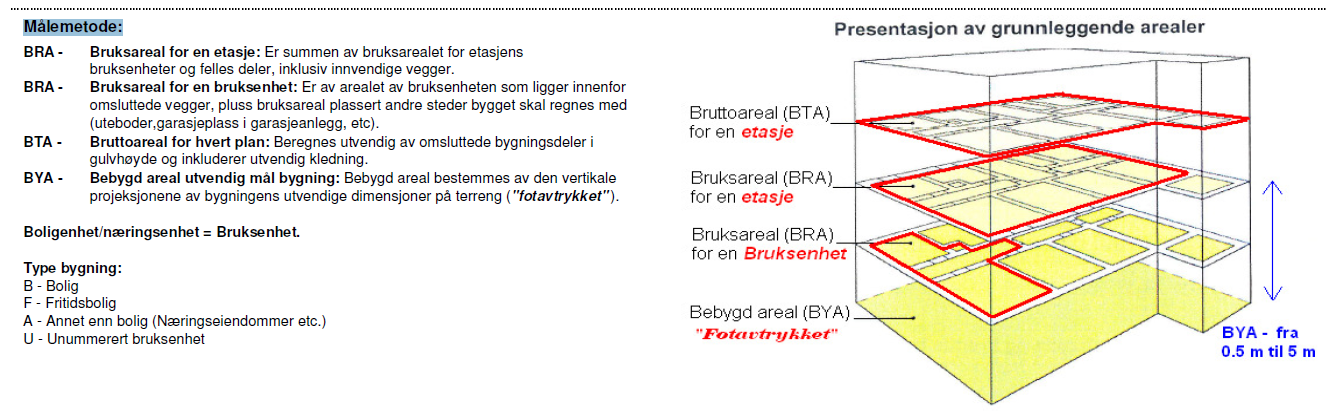 Målemetode:
BRA - Bruksareal for en etasje: Er summen av bruksarealet for etasjens
bruksenheter og felles deler, inklusiv innvendige vegger.
BRA - Bruksareal for en bruksenhet: Er av arealet av bruksenheten som ligger innenfor
omsluttede vegger, pluss bruksareal plassert andre steder bygget skal regnes med
(uteboder,garasjeplass i garasjeanlegg, etc).
BTA - Bruttoareal for hvert plan: Beregnes utvendig av omsluttede bygningsdeler i
gulvhøyde og inkluderer utvendig kledning.
BYA - Bebygd areal utvendig mål bygning: Bebygd areal bestemmes av den vertikale
projeksjonene av bygningens utvendige dimensjoner på terreng ("fotavtrykket").
Boligenhet/næringsenhet = Bruksenhet.
Type bygning:
B - Bolig
F - Fritidsbolig
A - Annet enn bolig (Næringseiendommer etc.)
U - Ununmerert bruksenhet
Presentasjon av grunnleggende arealer
Bruttoareal (BTA)
for en etasje
Bruksareal (BRA)
for en etasje
Bruksareal (BRA)
for en Bruksenhet
Bebygd areal (BYA)
"Fotavtrykket"
BYA - fra
0.5 m til 5 m